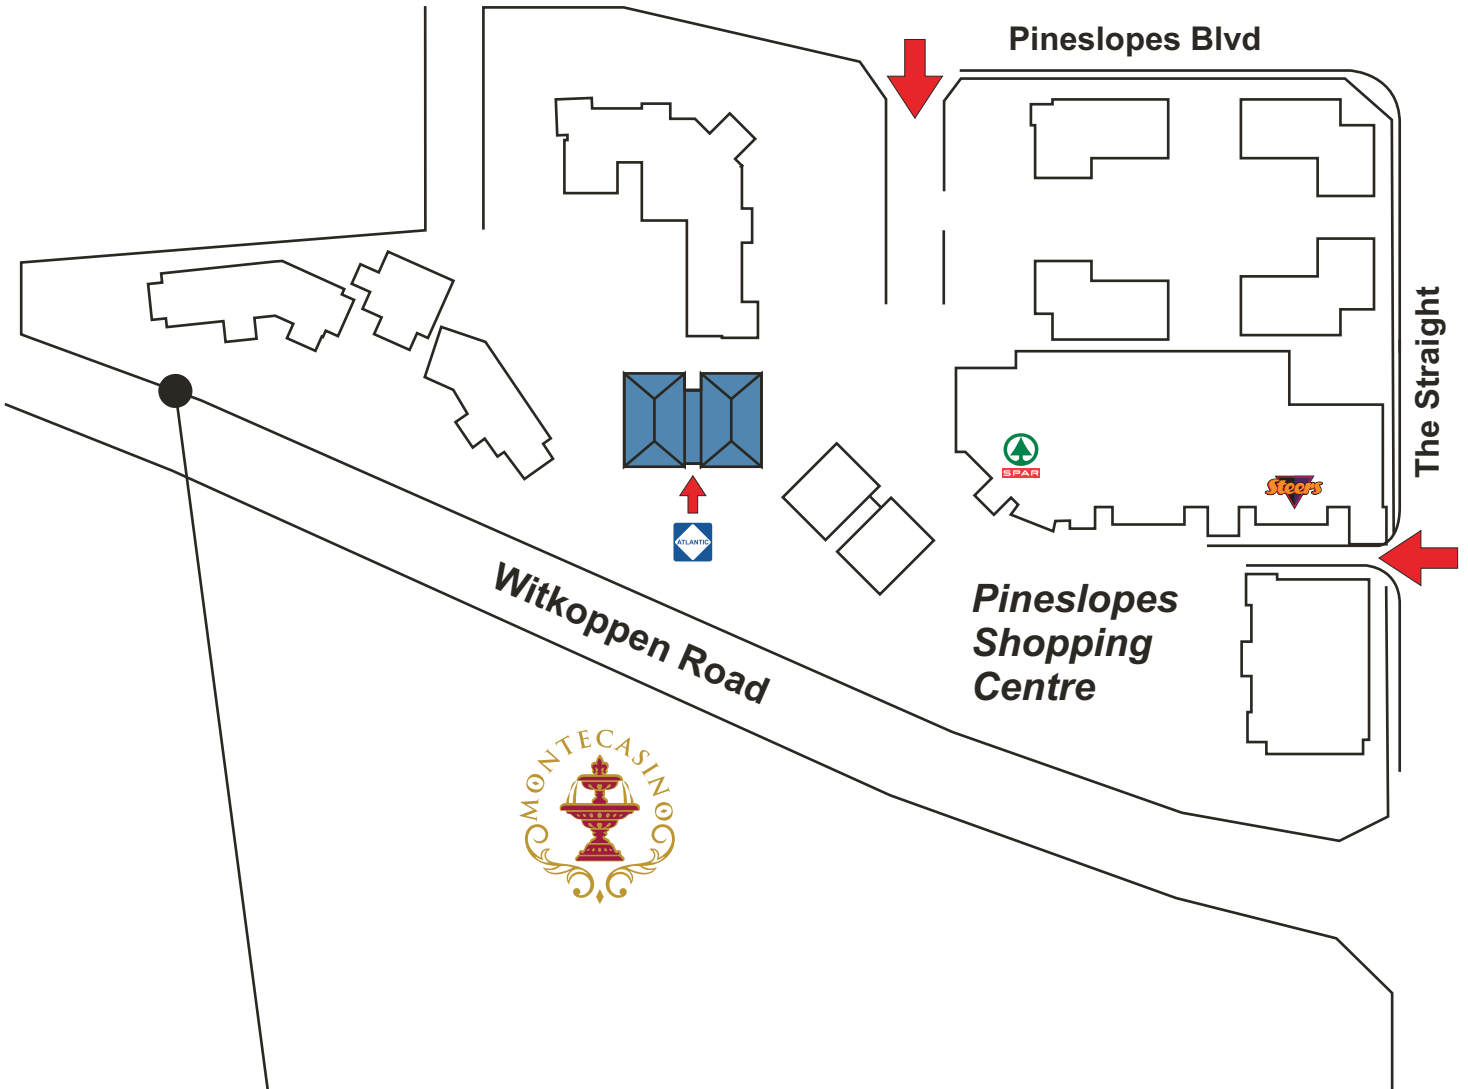 Pineslopes Blvd
The Straight
SPAR
Steers
ATLANTIC
Witkoppen Road
Pineslopes
Shopping
Centre
MONTECASINO